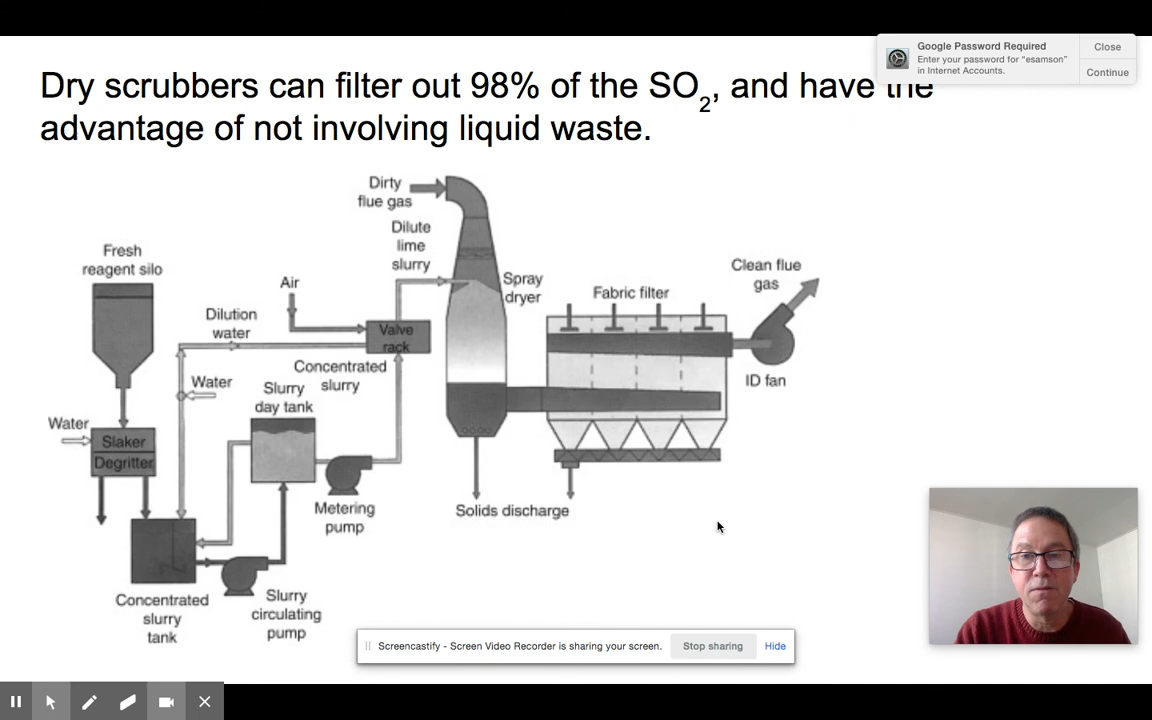 Google Password Required
Close
Enter your password for “esamson”
in Internet Accounts.
Continue
Dry scrubbers can filter out 98% of the SO2, and have the
advantage of not involving liquid waste.
Dirty
flue gas
Dilute
lime
slurry
Fresh
reagent silo
Air
Spray
dryer
Fabric filter
Clean flue
gas
Dilution
water
Valve
rack
Concentrated
slurry
ID fan
Water
Slurry
day tank
Water
Slaker
Degritter
Metering
pump
Solids discharge
Concentrated
slurry
tank
Slurry
circulating
pump
Screencastify - Screen Video Recorder is sharing your screen.
Stop sharing
Hide